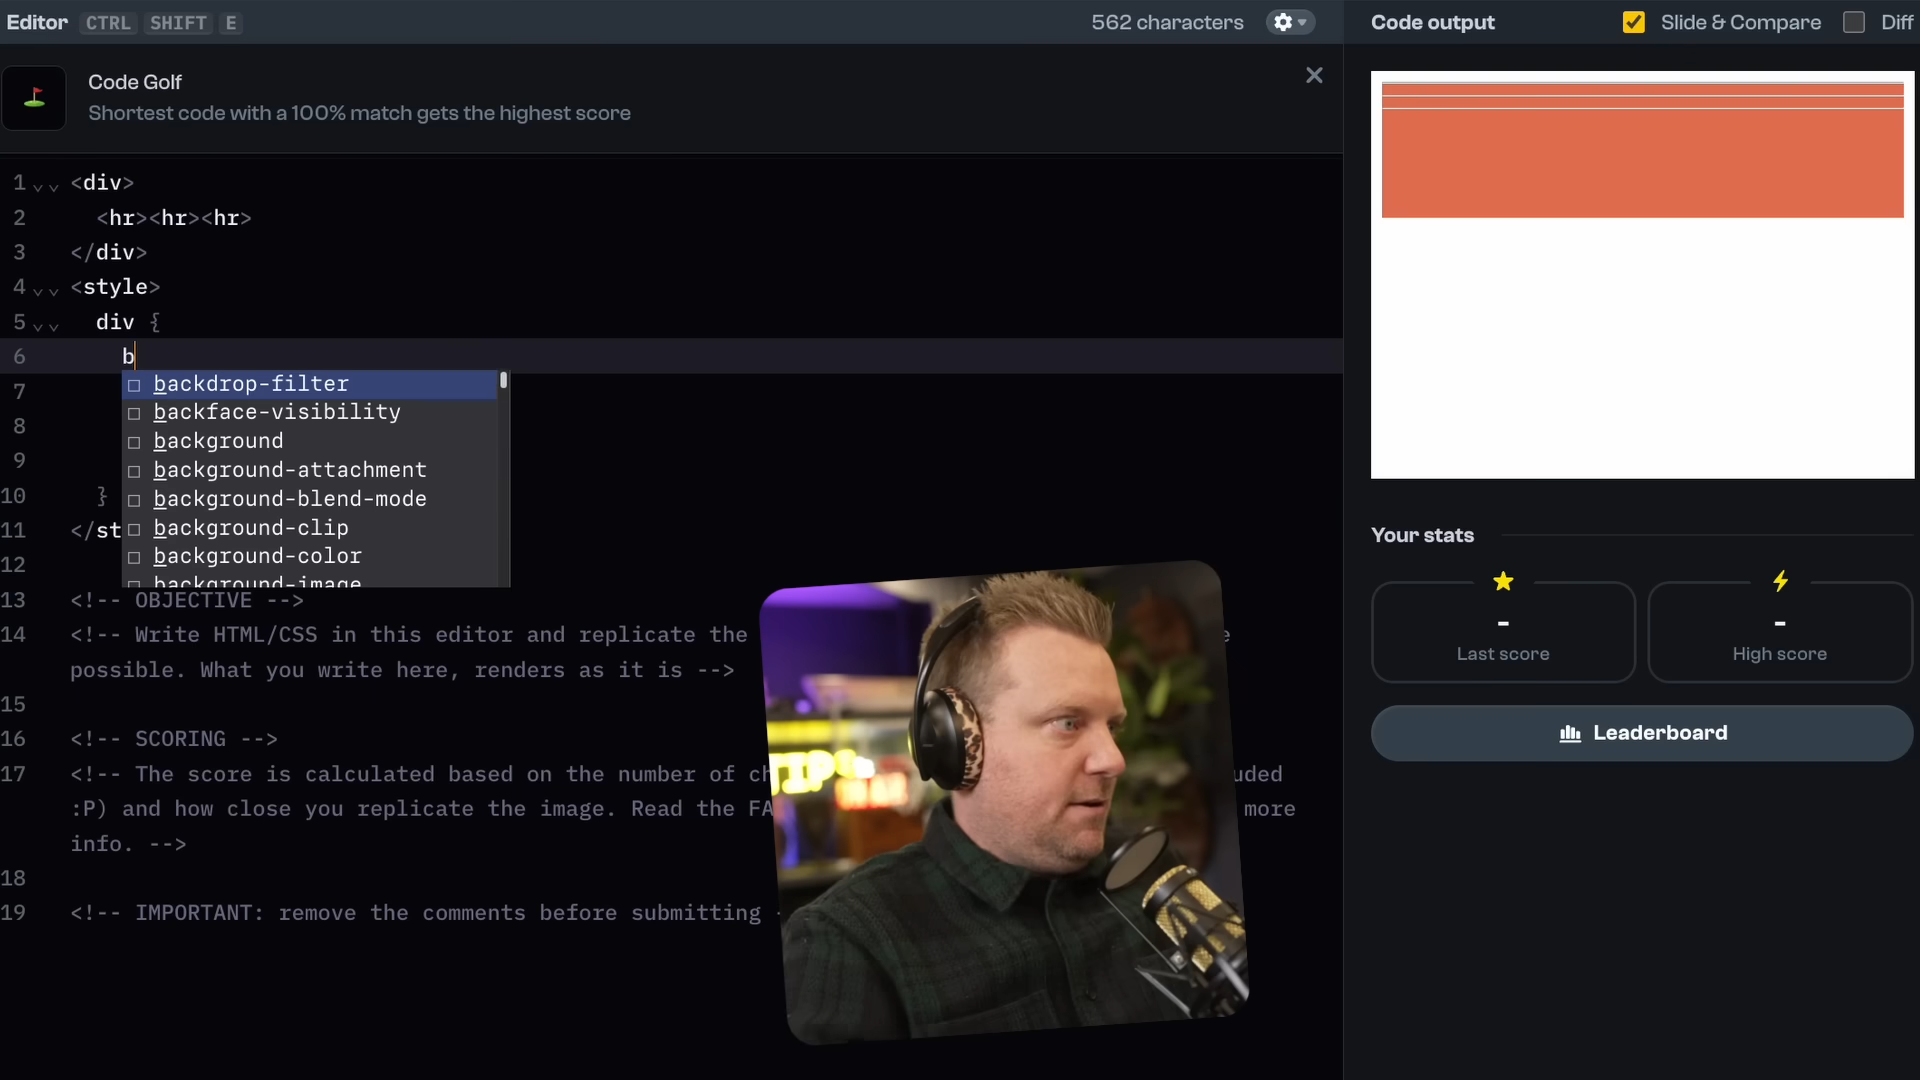 Editor CTRL SHIFT E 562 characters
Code Golf
Shortest code with a 100% match gets the highest score
1 <div>
2 <hr><hr><hr>
3 </div>
4 <style>
5 div {
6 b
7 backdrop-filter
backface-visibility
8 background
9 background-attachment
10 } background-blend-mode
11 </st background-clip
12 background-color
background-image
13 <!-- OBJECTIVE -->
14 <!-- Write HTML/CSS in this editor and replicate the
possible. What you write here, renders as it is -->
15
16 <!-- SCORING -->
17 <!-- The score is calculated based on the number of
:P) and how close you replicate the image. Read the more
info. -->
18
19 <!-- IMPORTANT: remove the comments before submitting
Code output Slide & Compare Diff
Your stats
- -
Last score High score
Leaderboard